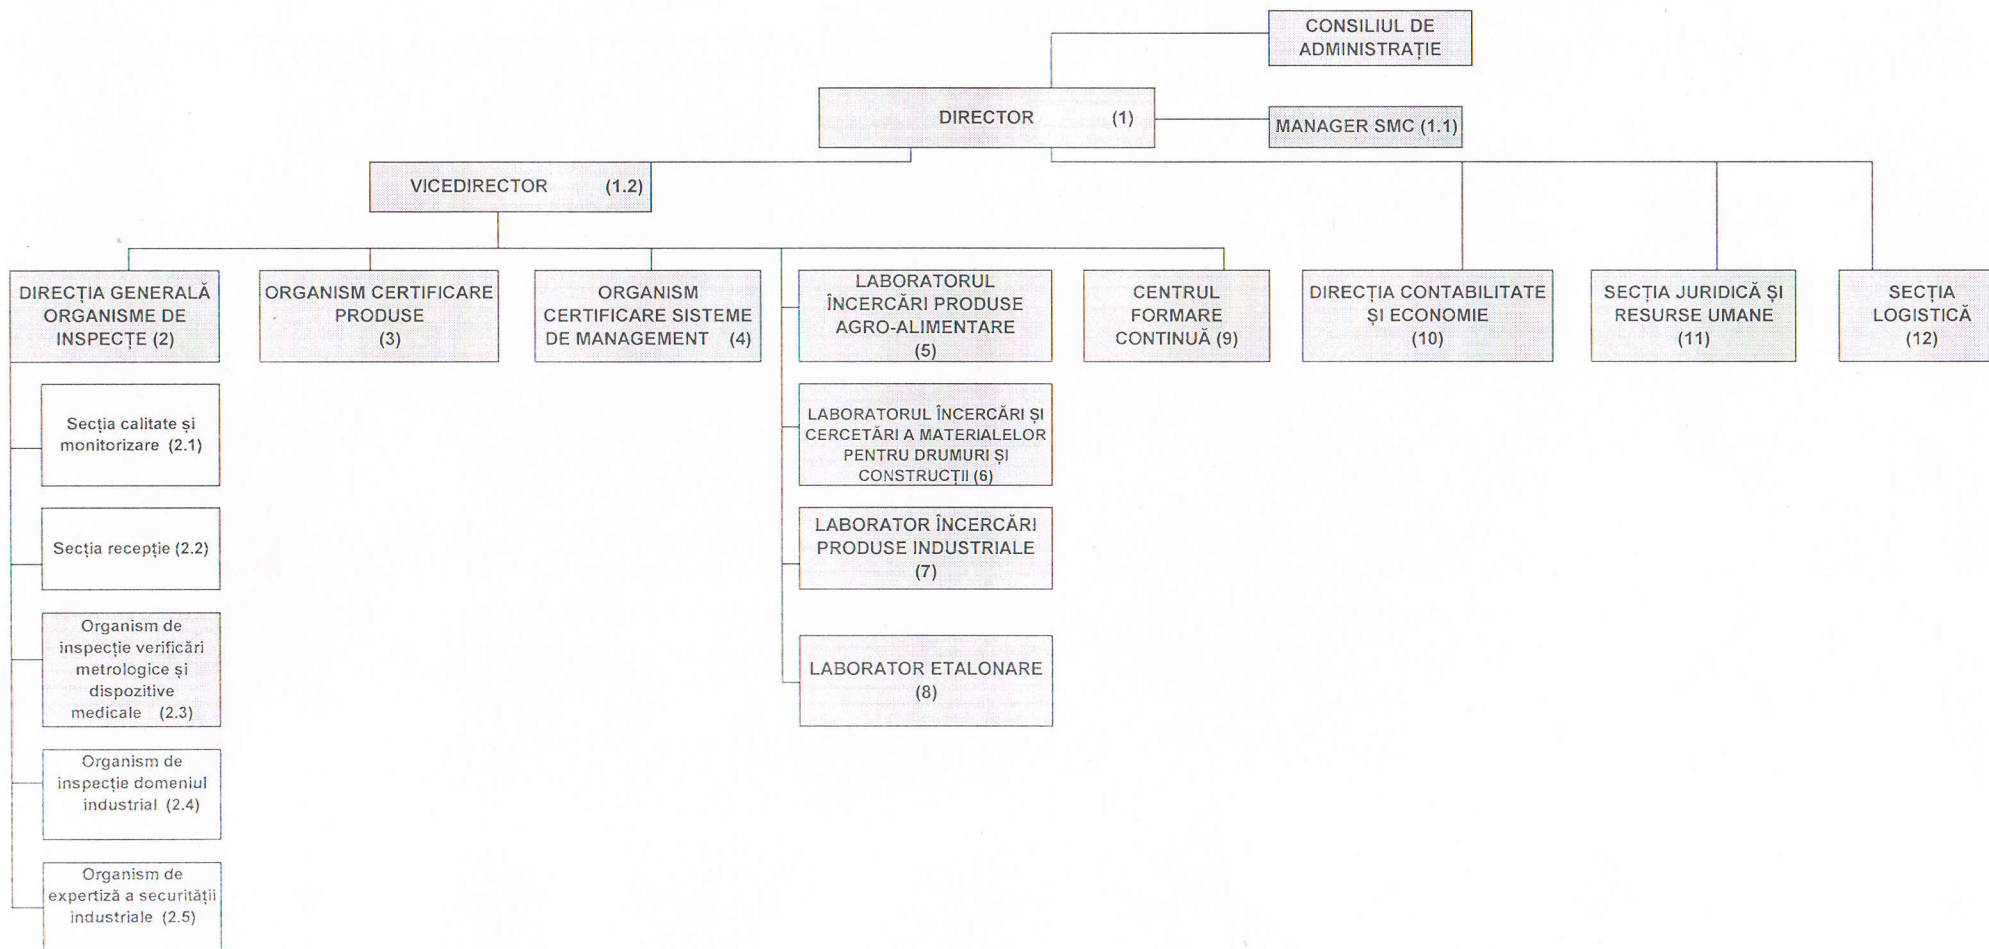 CONSILIUL DE
ADMINISTRAȚIE
DIRECTOR (1)
MANAGER SMC (1.1)
VICEDIRECTOR (1.2)
DIRECȚIA GENERALĂ
ORGANISME DE
INSPECȚE (2)
ORGANISM CERTIFICARE
PRODUSE
(3)
ORGANISM
CERTIFICARE SISTEME
DE MANAGEMENT (4)
LABORATORUL
ÎNCERCĂRI PRODUSE
AGRO-ALIMENTARE
(5)
CENTRUL
FORMARE
CONTINUĂ (9)
DIRECȚIA CONTABILITATE
ȘI ECONOMIE
(10)
SECȚIA JURIDICĂ ȘI
RESURSE UMANE
(11)
SECȚIA
LOGISTICĂ
(12)
Secția calitate și
monitorizare (2.1)
Secția recepție (2.2)
Organism de
inspecție verificări
metrologice și
dispozitive
medicale (2.3)
Organism de
inspecție domeniul
industrial (2.4)
Organism de
expertiză a securității
industriale (2.5)
LABORATORUL ÎNCERCĂRI ȘI
CERCETĂRI A MATERIALELOR
PENTRU DRUMURI ȘI
CONSTRUCȚII (6)
LABORATOR ÎNCERCĂRI
PRODUSE INDUSTRIALE
(7)
LABORATOR ETALONARE
(8)